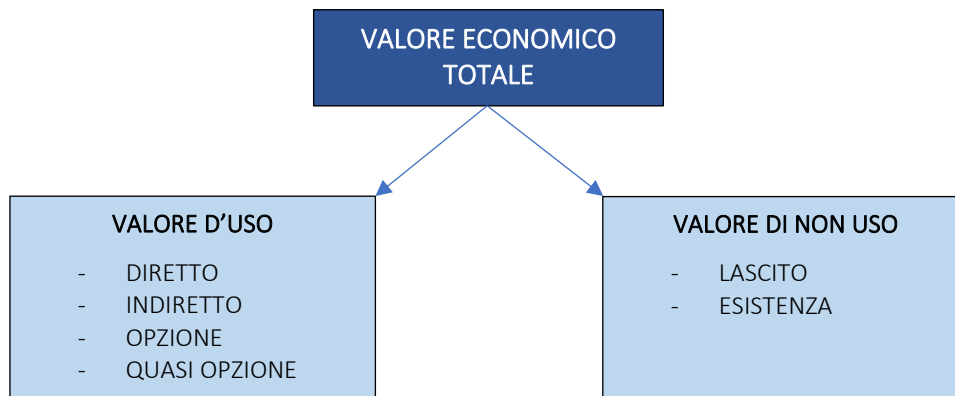 VALORE ECONOMICO
TOTALE
VALORE D’USO
- DIRETTO
- INDIRETTO
- OPZIONE
- QUASI OPZIONE
VALORE DI NON USO
- LASCITO
- ESISTENZA